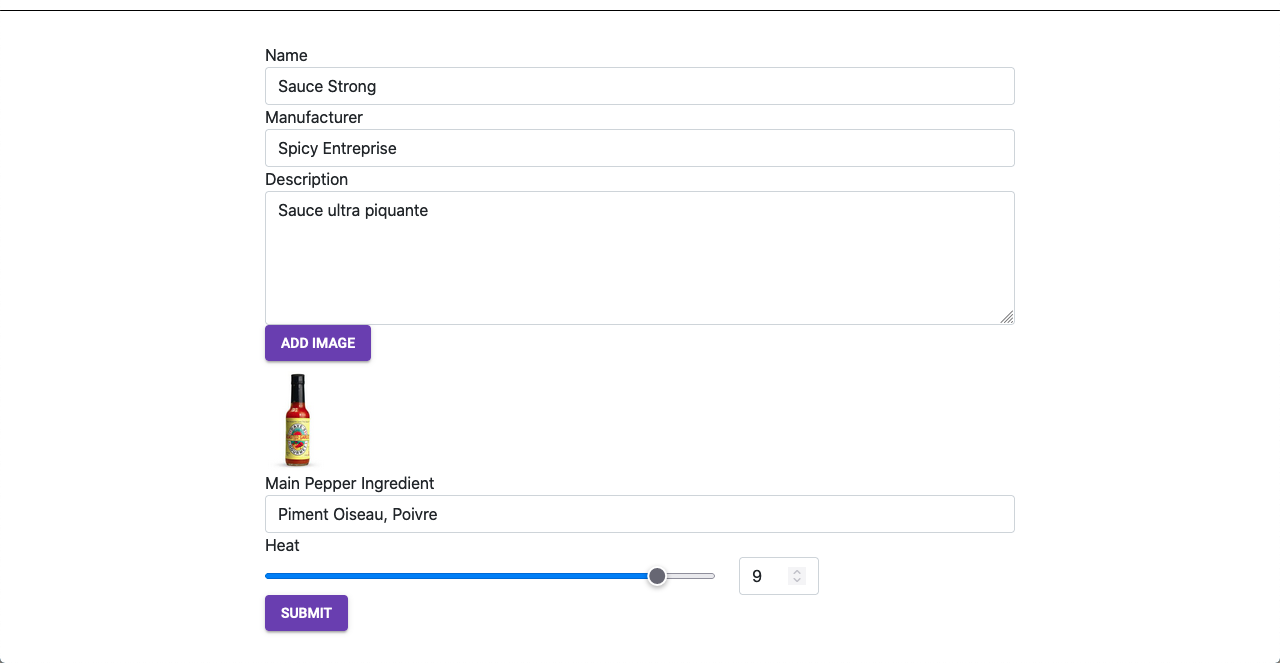 Name
Sauce Strong
Manufacturer
Spicy Entreprise
Description
Sauce ultra piquante
ADD IMAGE
Main Pepper Ingredient
Piment Oiseau, Poivre
Heat
9
SUBMIT